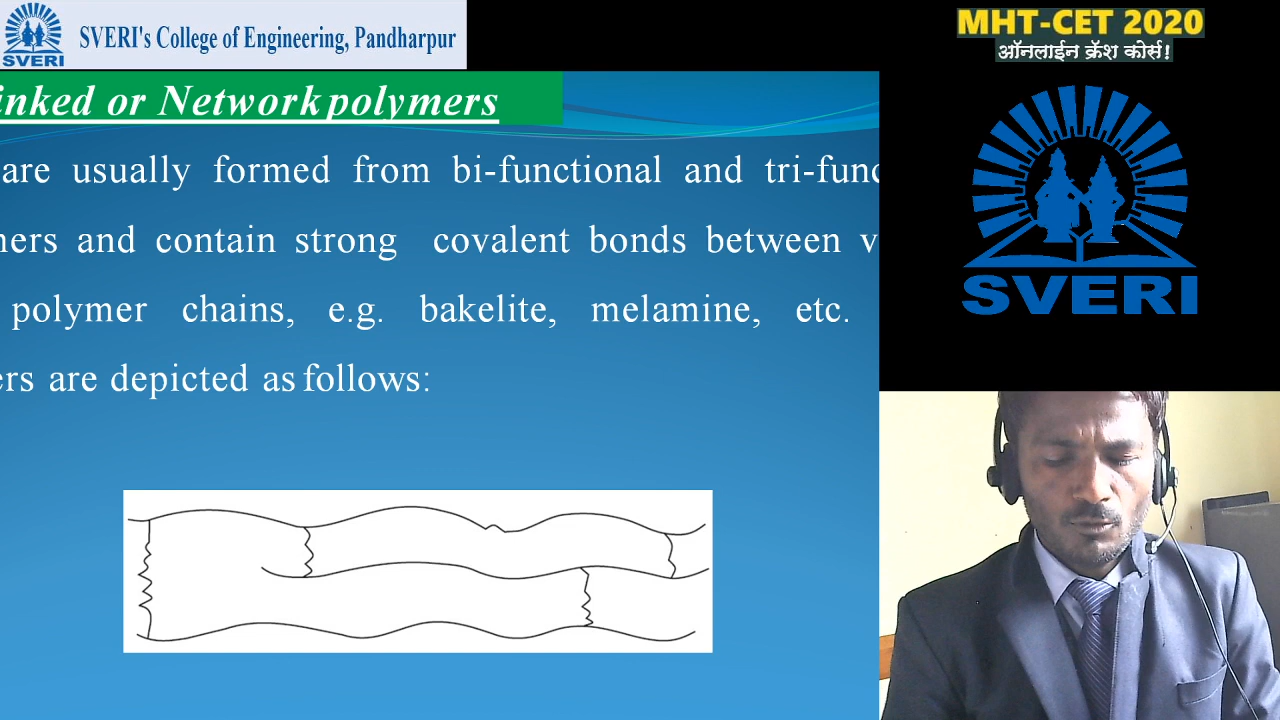 SVERI's College of Engineering, Pandharpur
SVERI
MHT-CET 2020
ऑनलाईन क्रॅश कोर्स!
inked or Network polymers
are usually formed from bi-functional and tri-func
ners and contain strong covalent bonds between v
polymer chains, e.g. bakelite, melamine, etc.
ers are depicted as follows:
SVERI